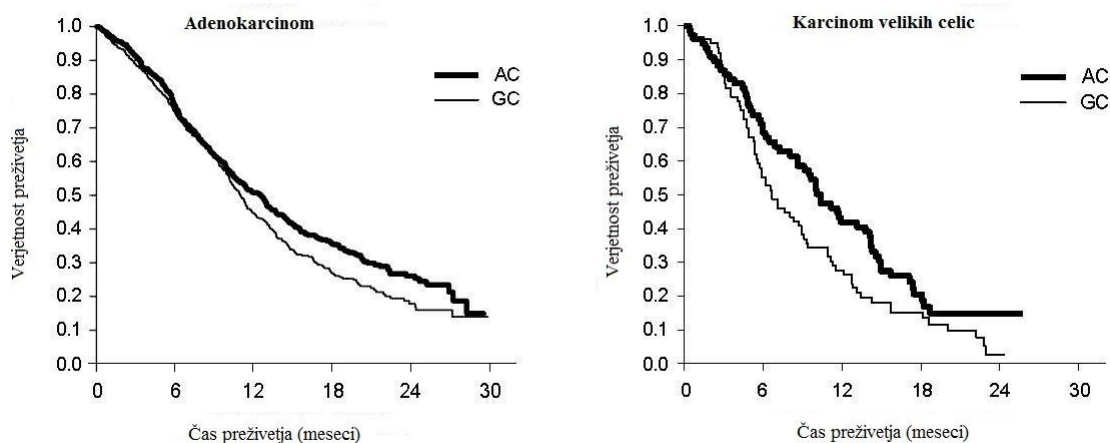 Adenokarcinom
AC
GC
Verjetnost preživetja
1.0
0.9
0.8
0.7
0.6
0.5
0.4
0.3
0.2
0.1
0.0
0 6 12 18 24 30
Čas preživetja (meseci)
Karcinom velikih celic
AC
GC
Verjetnost preživetja
1.0
0.9
0.8
0.7
0.6
0.5
0.4
0.3
0.2
0.1
0.0
0 6 12 18 24 30
Čas preživetja (meseci)